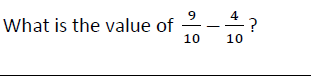 What is the value of 9/10 − 4/10 ?